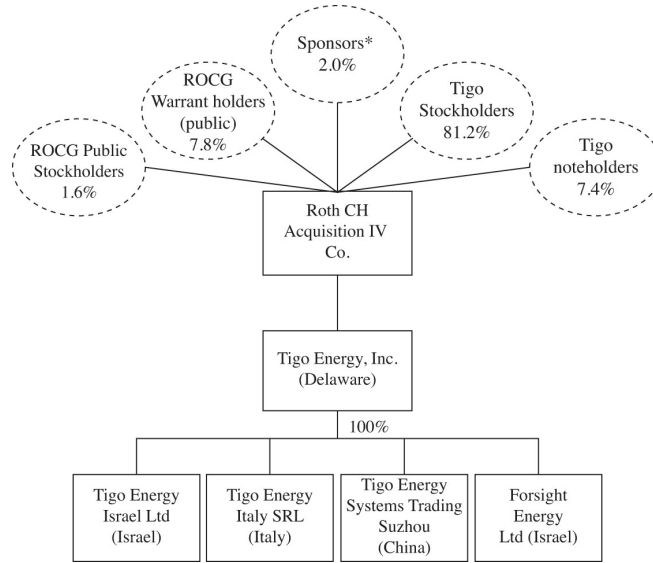 Sponsors*
2.0%
ROCG
Warrant holders
(public)
7.8%
Tigo
Stockholders
81.2%
ROCG Public
Stockholders
1.6%
Tigo
noteholders
7.4%
Roth CH
Acquisition IV
Co.
Tigo Energy, Inc.
(Delaware)
100%
Tigo Energy
Israel Ltd
(Israel)
Tigo Energy
Italy SRL
(Italy)
Tigo Energy
Systems Trading
Suzhou
(China)
Forsight
Energy
Ltd (Israel)